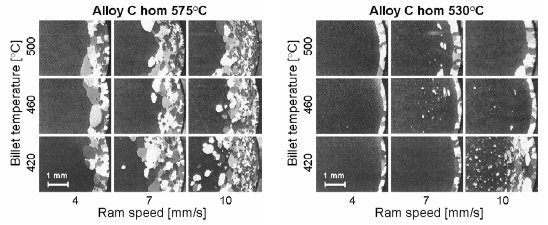 Alloy C hom 575°C
Billet temperature [°C]
500
460
420
1 mm
4
7
10
Ram speed [mm/s]
Alloy C hom 530°C
Billet temperature [°C]
500
460
420
1 mm
4
7
10
Ram speed [mm/s]